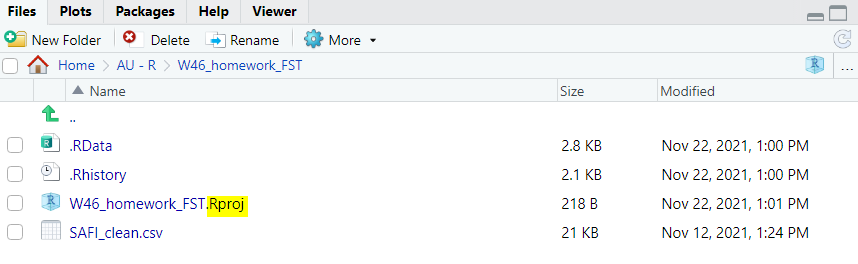 Files Plots Packages Help Viewer
New Folder Delete Rename More
Home AU - R W46_homework_FST ...
Name Size Modified
..
.RData 2.8 KB Nov 22, 2021, 1:00 PM
.Rhistory 2.1 KB Nov 22, 2021, 1:00 PM
W46_homework_FST.Rproj 218 B Nov 22, 2021, 1:01 PM
SAFI_clean.csv 21 KB Nov 12, 2021, 1:24 PM